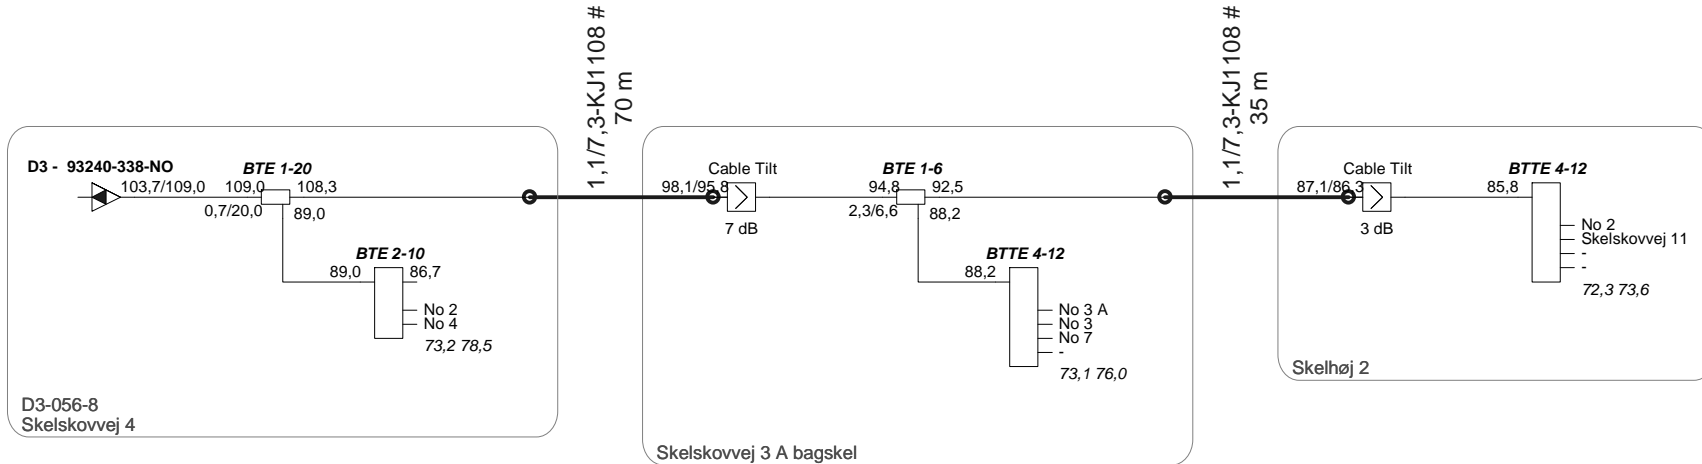 1,1/7,3-KJ1108 #
70 m
1,1/7,3-KJ1108 #
35 m
D3 - 93240-338-NO
103,7/109,0
BTE 1-20
109,0
108,3
0,7/20,0
89,0
BTE 2-10
89,0
86,7
No 2
No 4
73,2 78,5
D3-056-8
Skelskovvej 4
98,1/95,8
Cable Tilt
7 dB
BTE 1-6
94,8
92,5
2,3/6,6
88,2
BTTE 4-12
88,2
No 3 A
No 3
No 7
-
73,1 76,0
Skelskovvej 3 A bagskel
87,1/86,3
Cable Tilt
3 dB
85,8
BTTE 4-12
No 2
Skelskovvej 11
-
-
72,3 73,6
Skelhøj 2